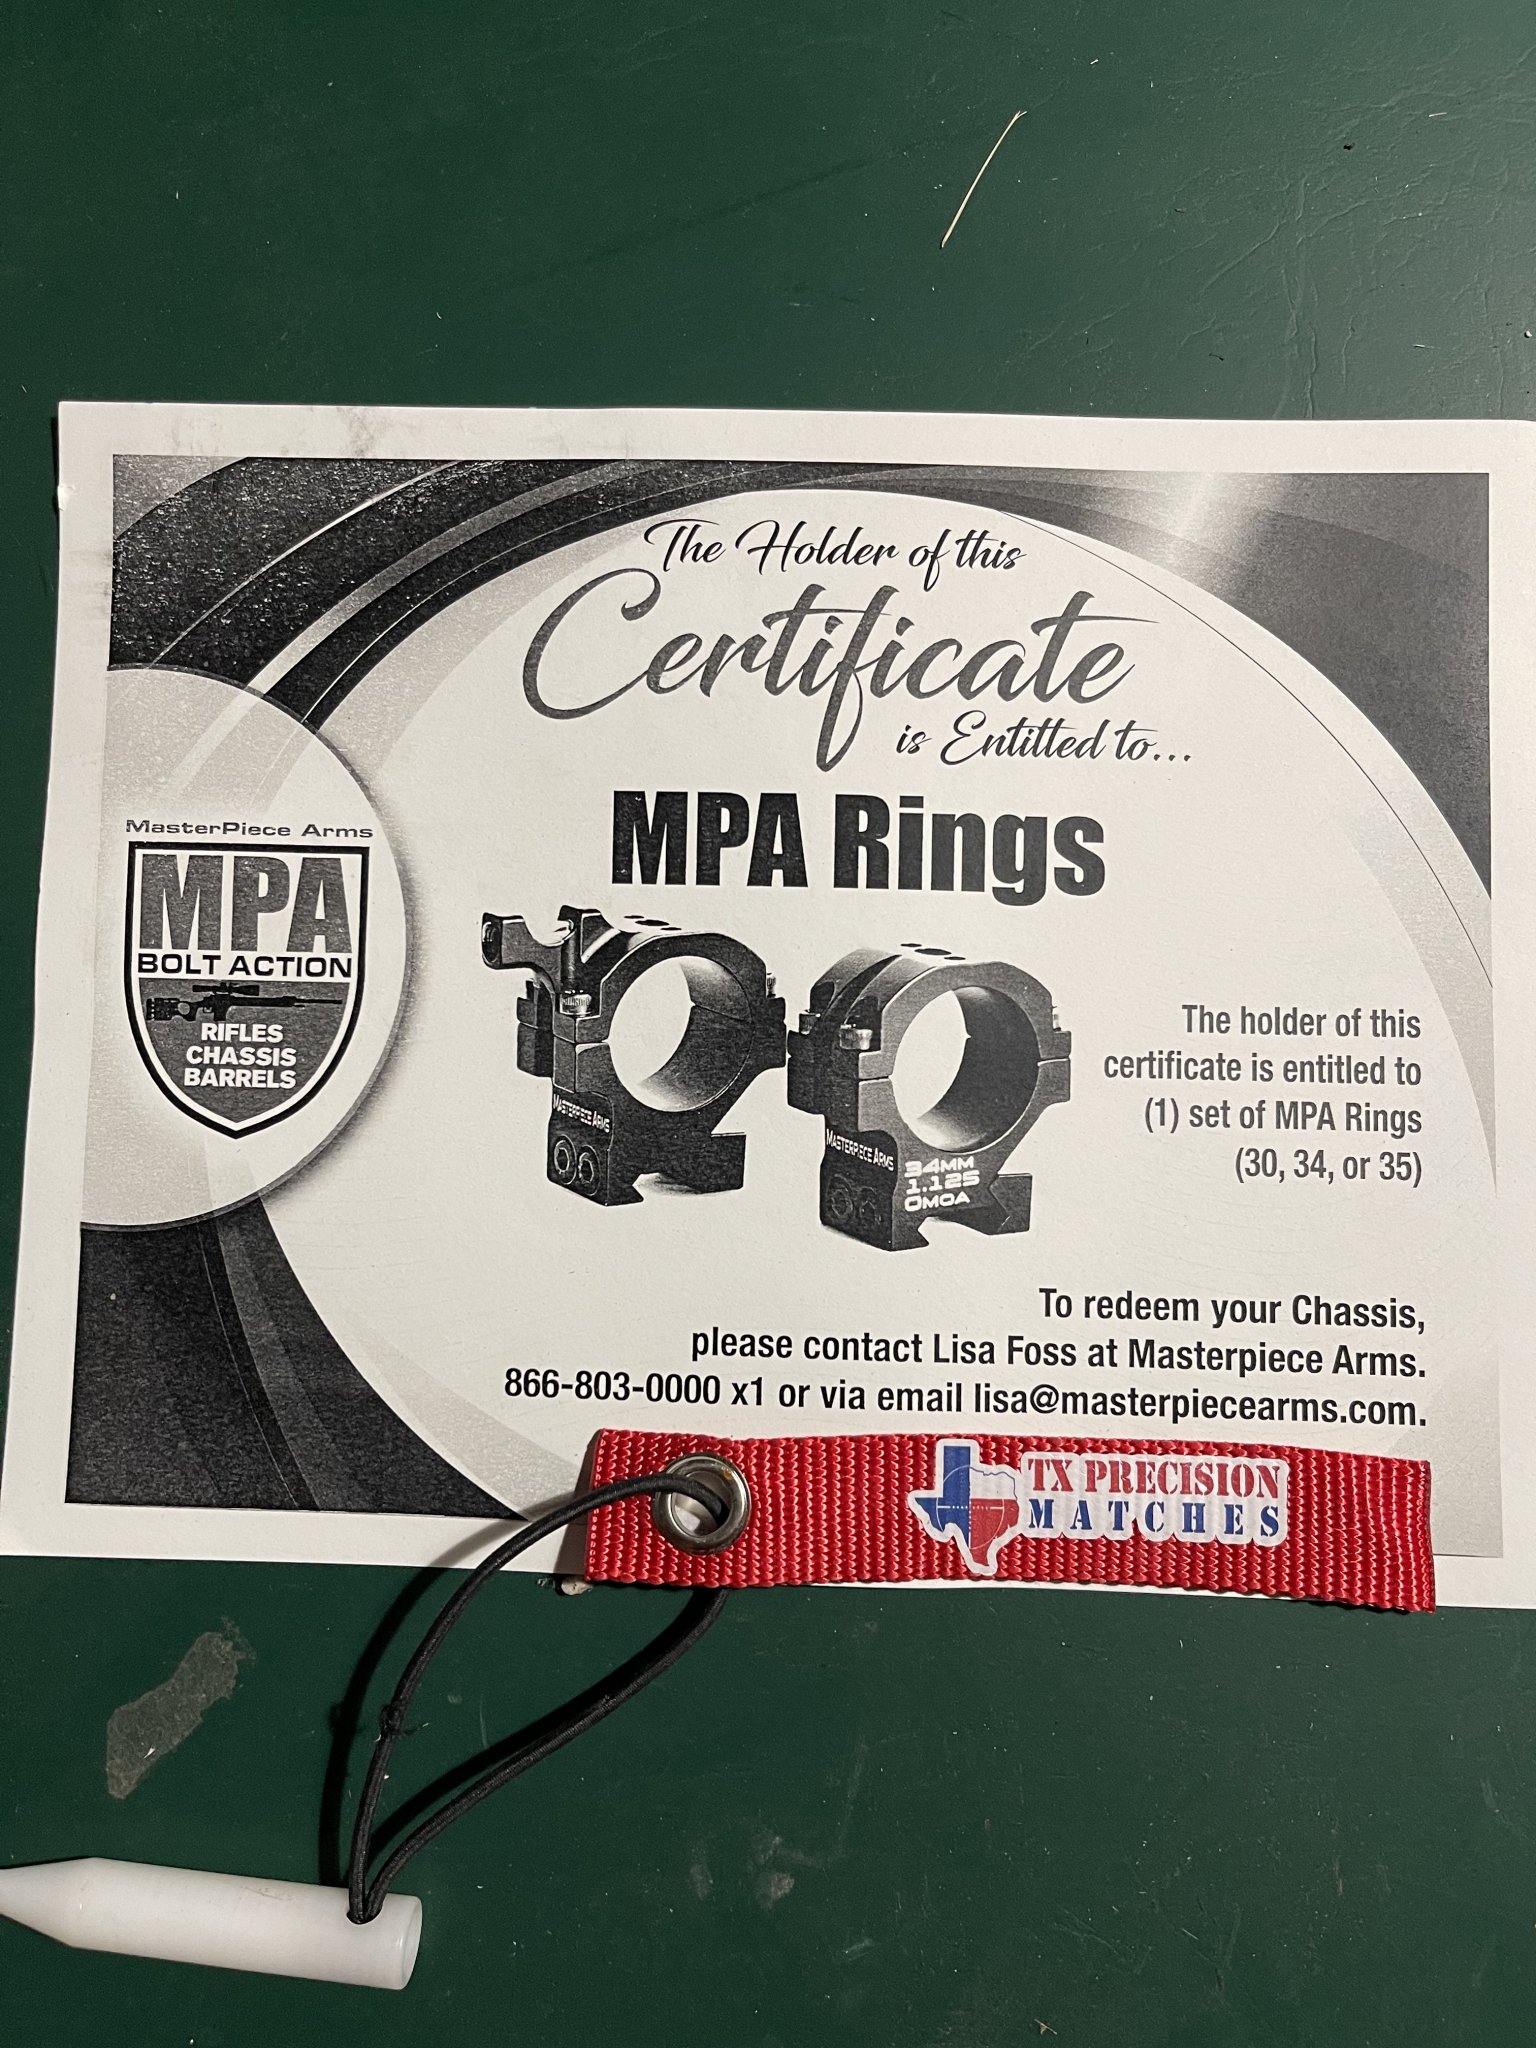 The Holder of this
Certificate
is Entitled to...
MPA Rings
MasterPiece Arms
MPA
BOLT ACTION
RIFLES
CHASSIS
BARRELS
MASTERPIECE ARMS
MASTERPIECE ARMS
34MM
1.125
0MOA
The holder of this
certificate is entitled to
(1) set of MPA Rings
(30, 34, or 35)
To redeem your Chassis,
please contact Lisa Foss at Masterpiece Arms.
866-803-0000 x1 or via email lisa@masterpiecearms.com.
TX PRECISION
MATCHES